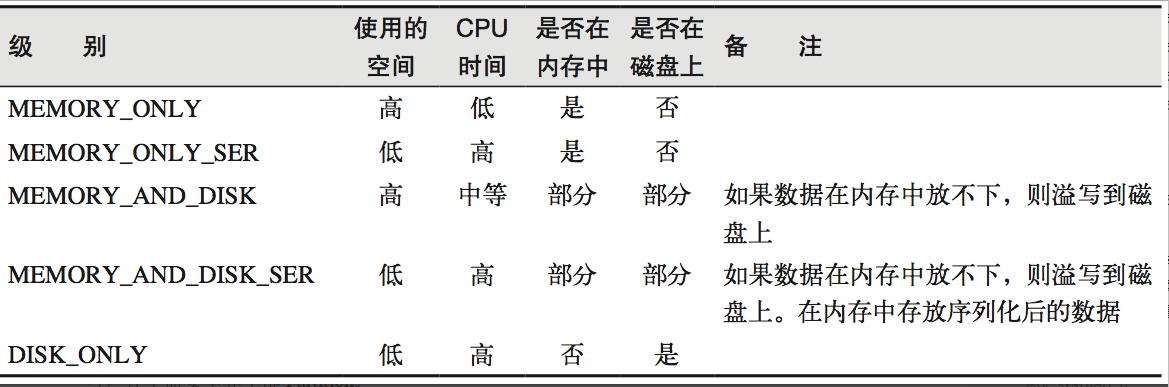 级 别 使用的空间 CPU时间 是否在内存中 是否在磁盘上 备 注
MEMORY_ONLY 高 低 是 否
MEMORY_ONLY_SER 低 高 是 否
MEMORY_AND_DISK 高 中等 部分 部分 如果数据在内存中放不下，则溢写到磁
盘上
MEMORY_AND_DISK_SER 低 高 部分 部分 如果数据在内存中放不下，则溢写到磁
盘上。在内存中存放序列化后的数据
DISK_ONLY 低 高 否 是